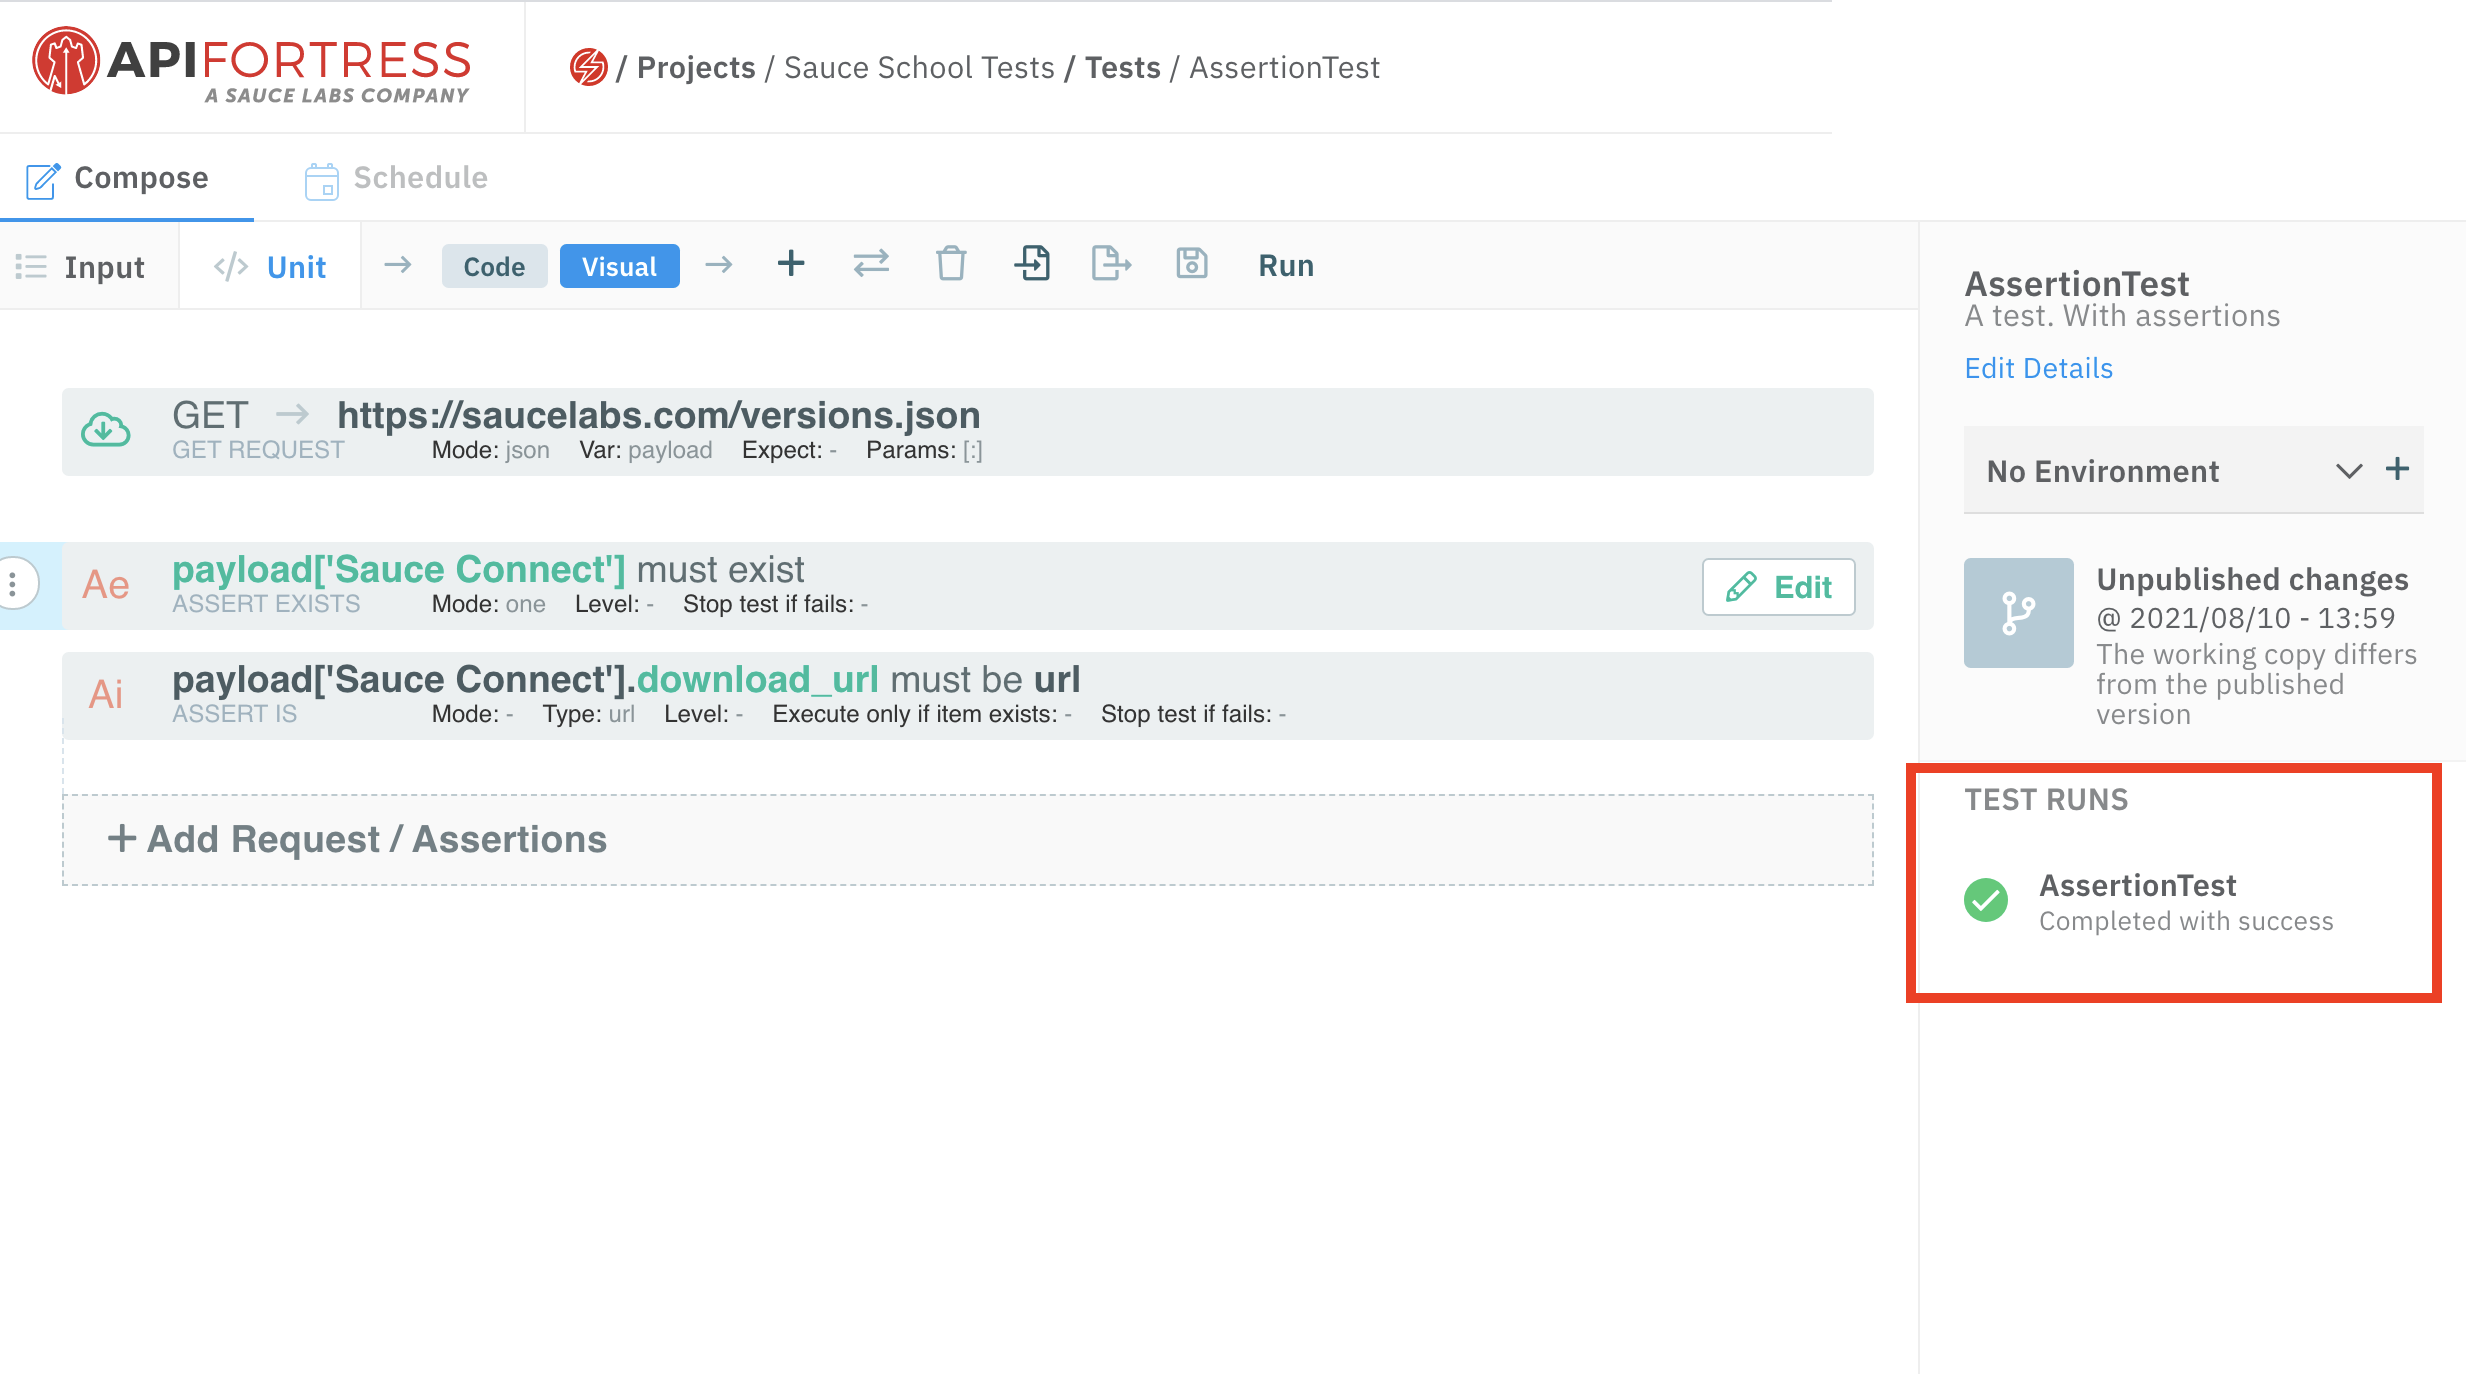 APIFORTRESS
A SAUCE LABS COMPANY
/ Projects / Sauce School Tests / Tests / AssertionTest
Compose
Schedule
Input
</> Unit
Code
Visual
Run
GET → https://saucelabs.com/versions.json
GET REQUEST Mode: json Var: payload Expect: - Params: [:]
Ae
payload['Sauce Connect'] must exist
ASSERT EXISTS Mode: one Level: - Stop test if fails: -
Edit
Ai
payload['Sauce Connect'].download_url must be url
ASSERT IS Mode: - Type: url Level: - Execute only if item exists: - Stop test if fails: -
+ Add Request / Assertions
AssertionTest
A test. With assertions
Edit Details
No Environment
Unpublished changes
@ 2021/08/10 - 13:59
The working copy differs
from the published
version
TEST RUNS
AssertionTest
Completed with success